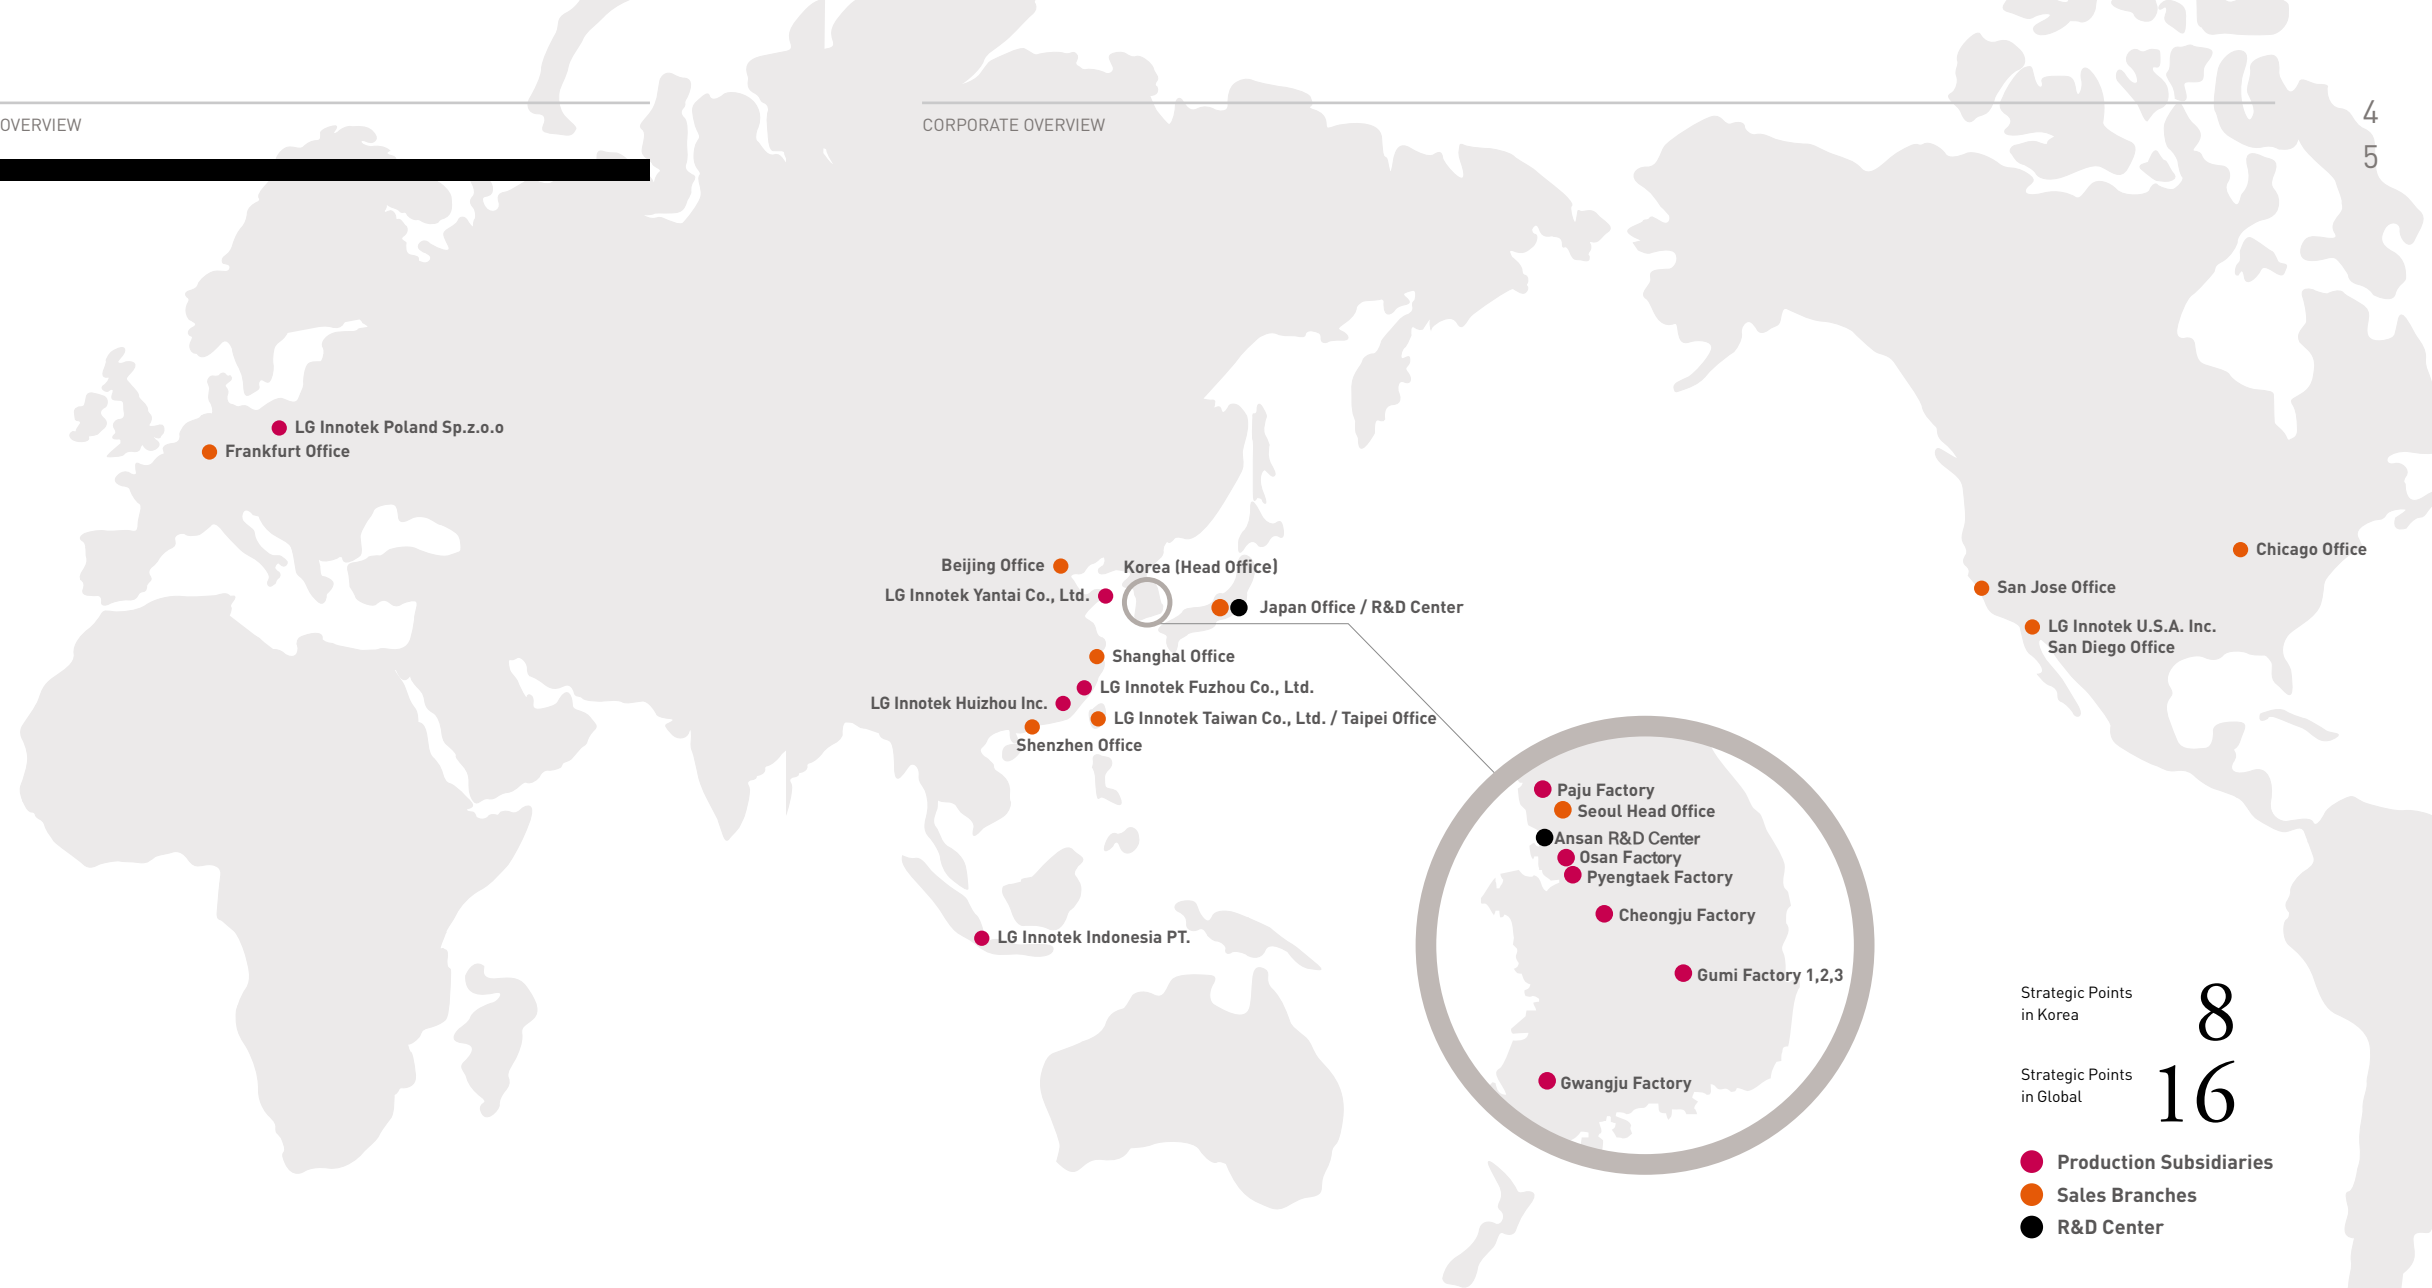 OVERVIEW
CORPORATE OVERVIEW
4
5
LG Innotek Poland Sp.z.o.o
Frankfurt Office
Beijing Office
Korea (Head Office)
LG Innotek Yantai Co., Ltd.
Japan Office / R&D Center
Shanghal Office
LG Innotek Fuzhou Co., Ltd.
LG Innotek Huizhou Inc.
LG Innotek Taiwan Co., Ltd. / Taipei Office
Shenzhen Office
LG Innotek Indonesia PT.
Chicago Office
San Jose Office
LG Innotek U.S.A. Inc.
San Diego Office
Paju Factory
Seoul Head Office
Ansan R&D Center
Osan Factory
Pyengtaek Factory
Cheongju Factory
Gumi Factory 1,2,3
Gwangju Factory
Strategic Points
in Korea
8
Strategic Points
in Global
16
Production Subsidiaries
Sales Branches
R&D Center